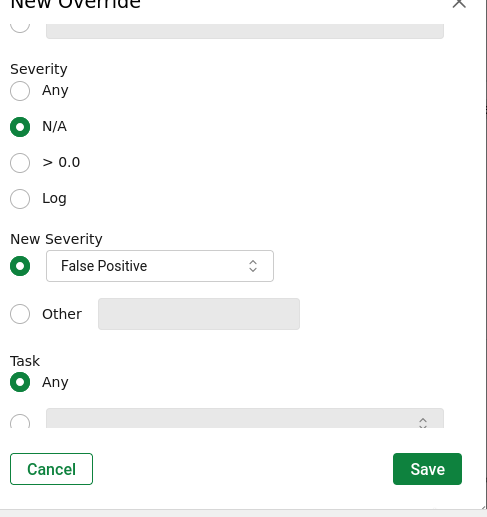 New Override
Severity
Any
N/A
> 0.0
Log
New Severity
False Positive
Other
Task
Any
Cancel
Save